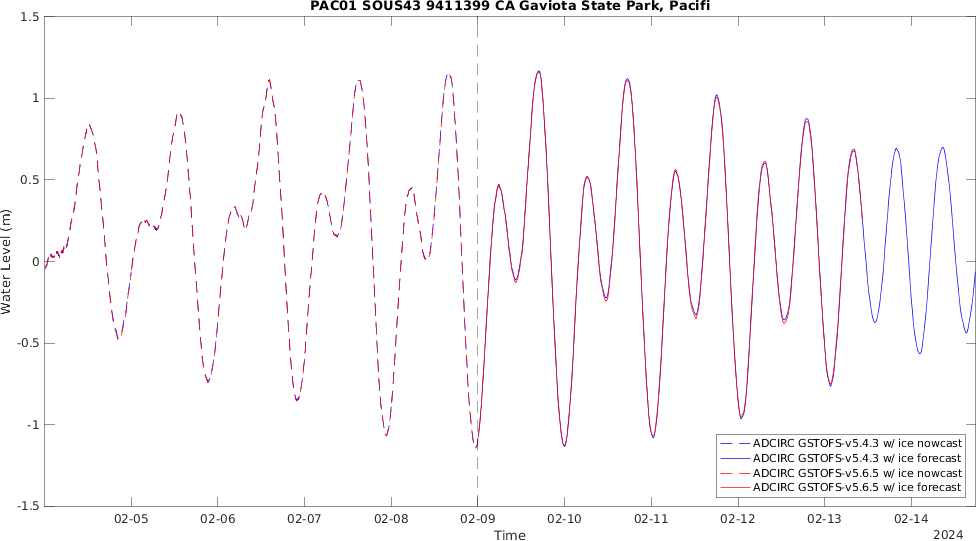 PAC01 SOUS43 9411399 CA Gaviota State Park, Pacifi
1.5
1
0.5
0
-0.5
-1
-1.5
Water Level (m)
02-05 02-06 02-07 02-08 02-09 02-10 02-11 02-12 02-13 02-14
Time
2024
ADCIRC GSTOFS-v5.4.3 w/ ice nowcast
ADCIRC GSTOFS-v5.4.3 w/ ice forecast
ADCIRC GSTOFS-v5.6.5 w/ ice nowcast
ADCIRC GSTOFS-v5.6.5 w/ ice forecast